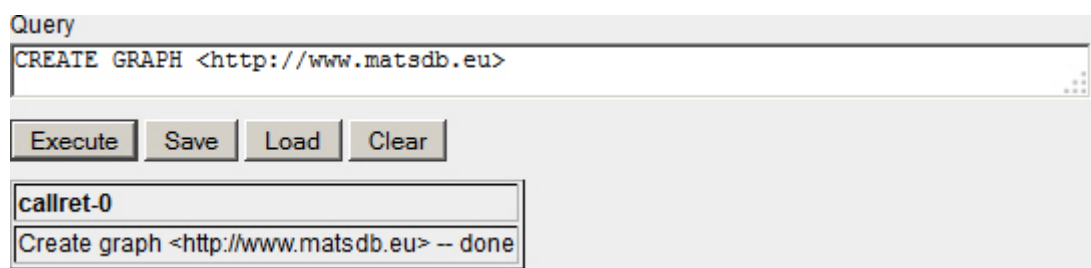 Query
CREATE GRAPH <http://www.matsdb.eu>
Execute Save Load Clear
callret-0
Create graph <http://www.matsdb.eu> -- done